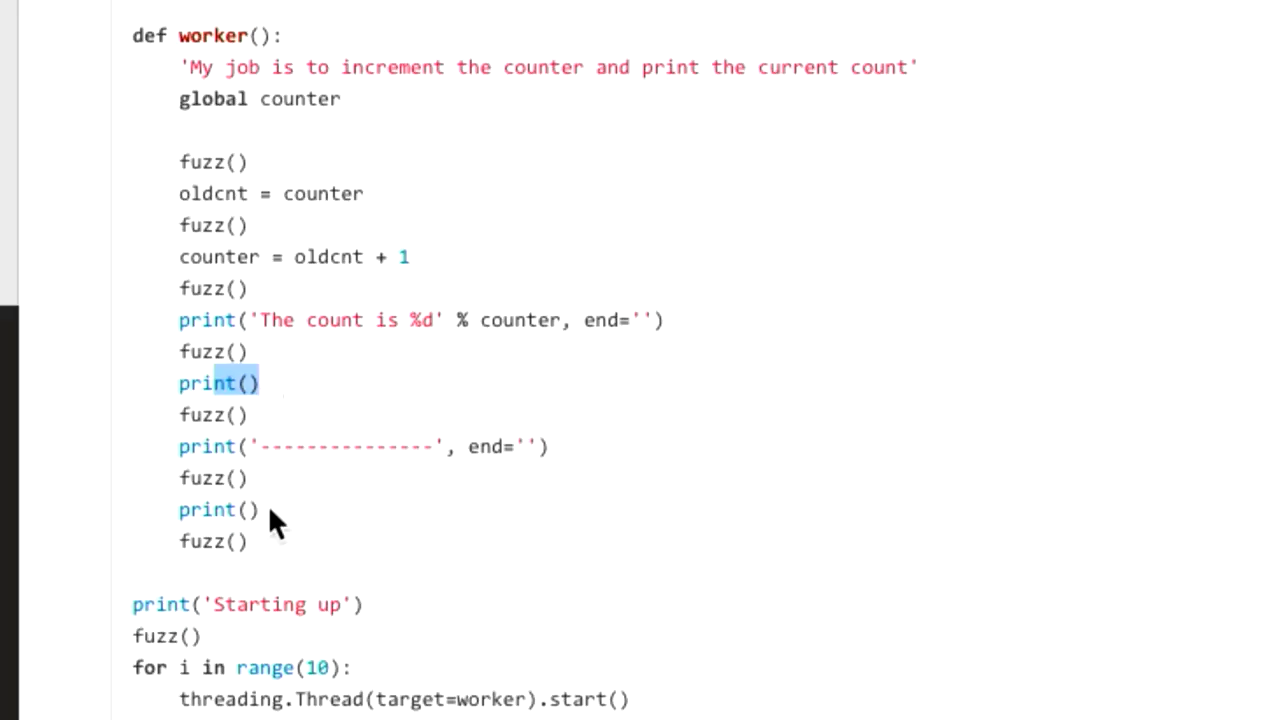 def worker():
    'My job is to increment the counter and print the current count'
    global counter

    fuzz()
    oldcnt = counter
    fuzz()
    counter = oldcnt + 1
    fuzz()
    print('The count is %d' % counter, end='')
    fuzz()
    print()
    fuzz()
    print('---------------', end='')
    fuzz()
    print()
    fuzz()

print('Starting up')
fuzz()
for i in range(10):
    threading.Thread(target=worker).start()